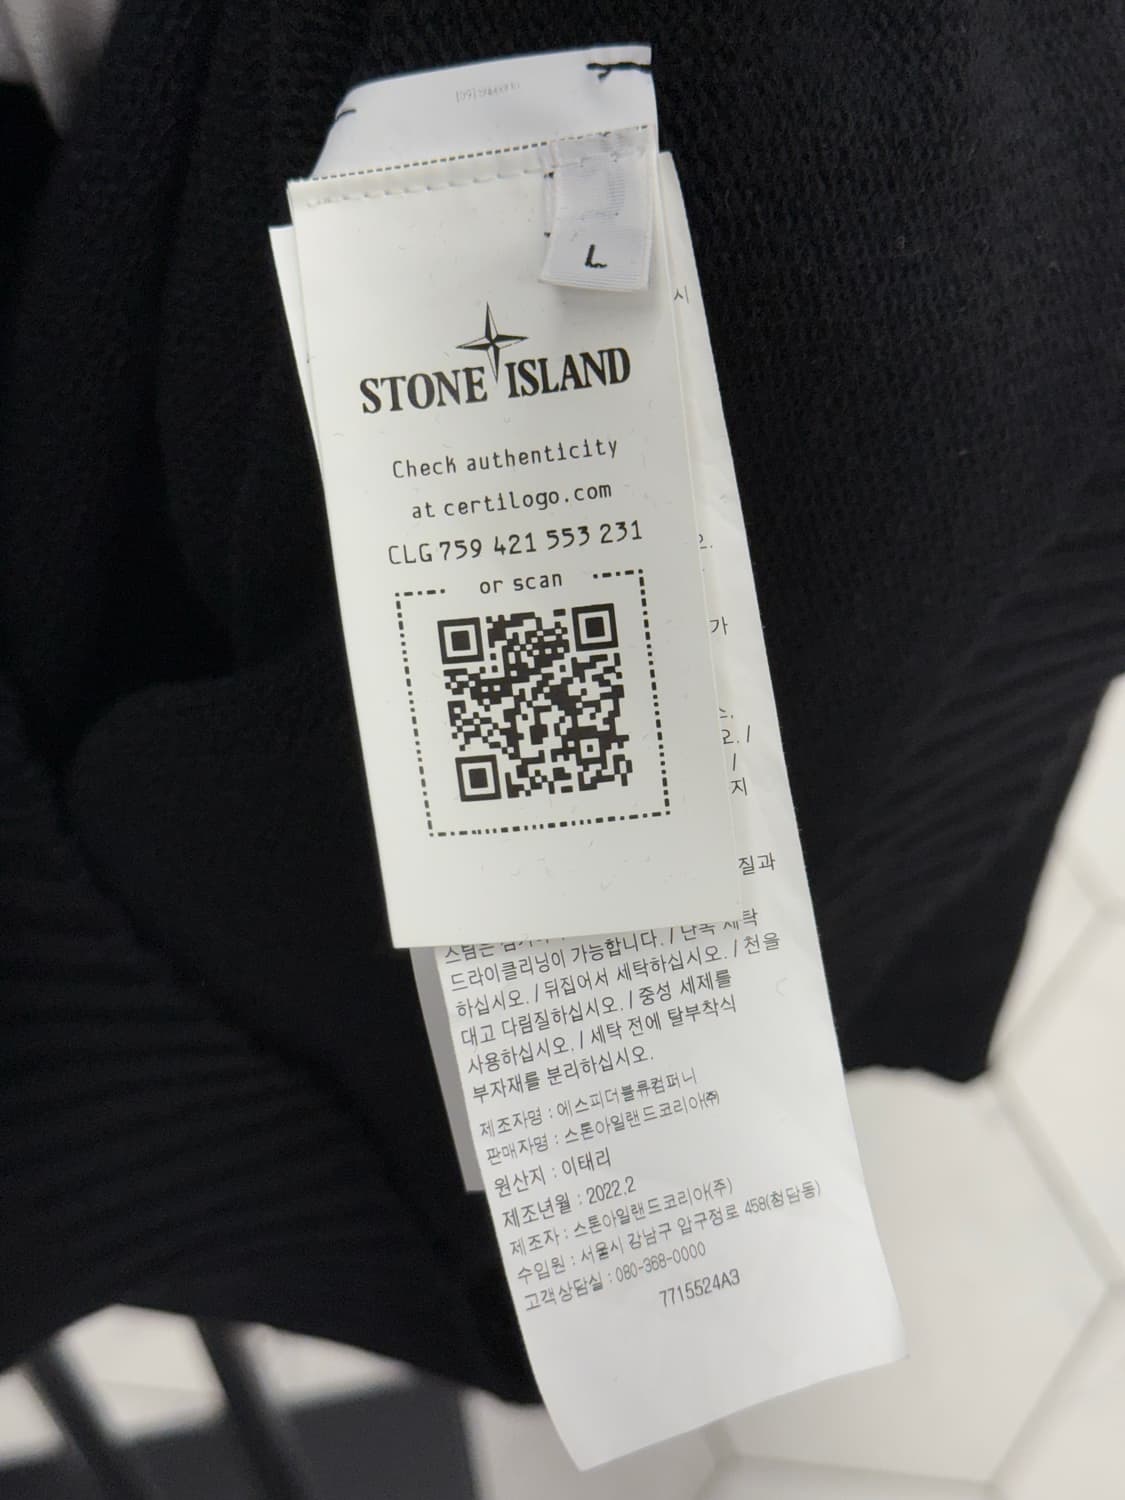 L
STONE ISLAND
Check authenticity
at certilogo.com
CLG 759 421 553 231
or scan
시
오.
가
오. /
/
지
질과
드라이클리닝이 가능합니다. / 단독 세탁
하십시오. / 뒤집어서 세탁하십시오. / 천을
대고 다림질하십시오. / 중성 세제를
사용하십시오. / 세탁 전에 탈부착식
부자재를 분리하십시오.
제조자명 : 에스피더블류컴퍼니
판매자명 : 스톤아일랜드코리아(주)
원산지 : 이태리
제조년월 : 2022.2
제조자 : 스톤아일랜드코리아(주)
수입원 : 서울시 강남구 압구정로 458(청담동)
고객상담실 : 080-368-0000
7715524A3